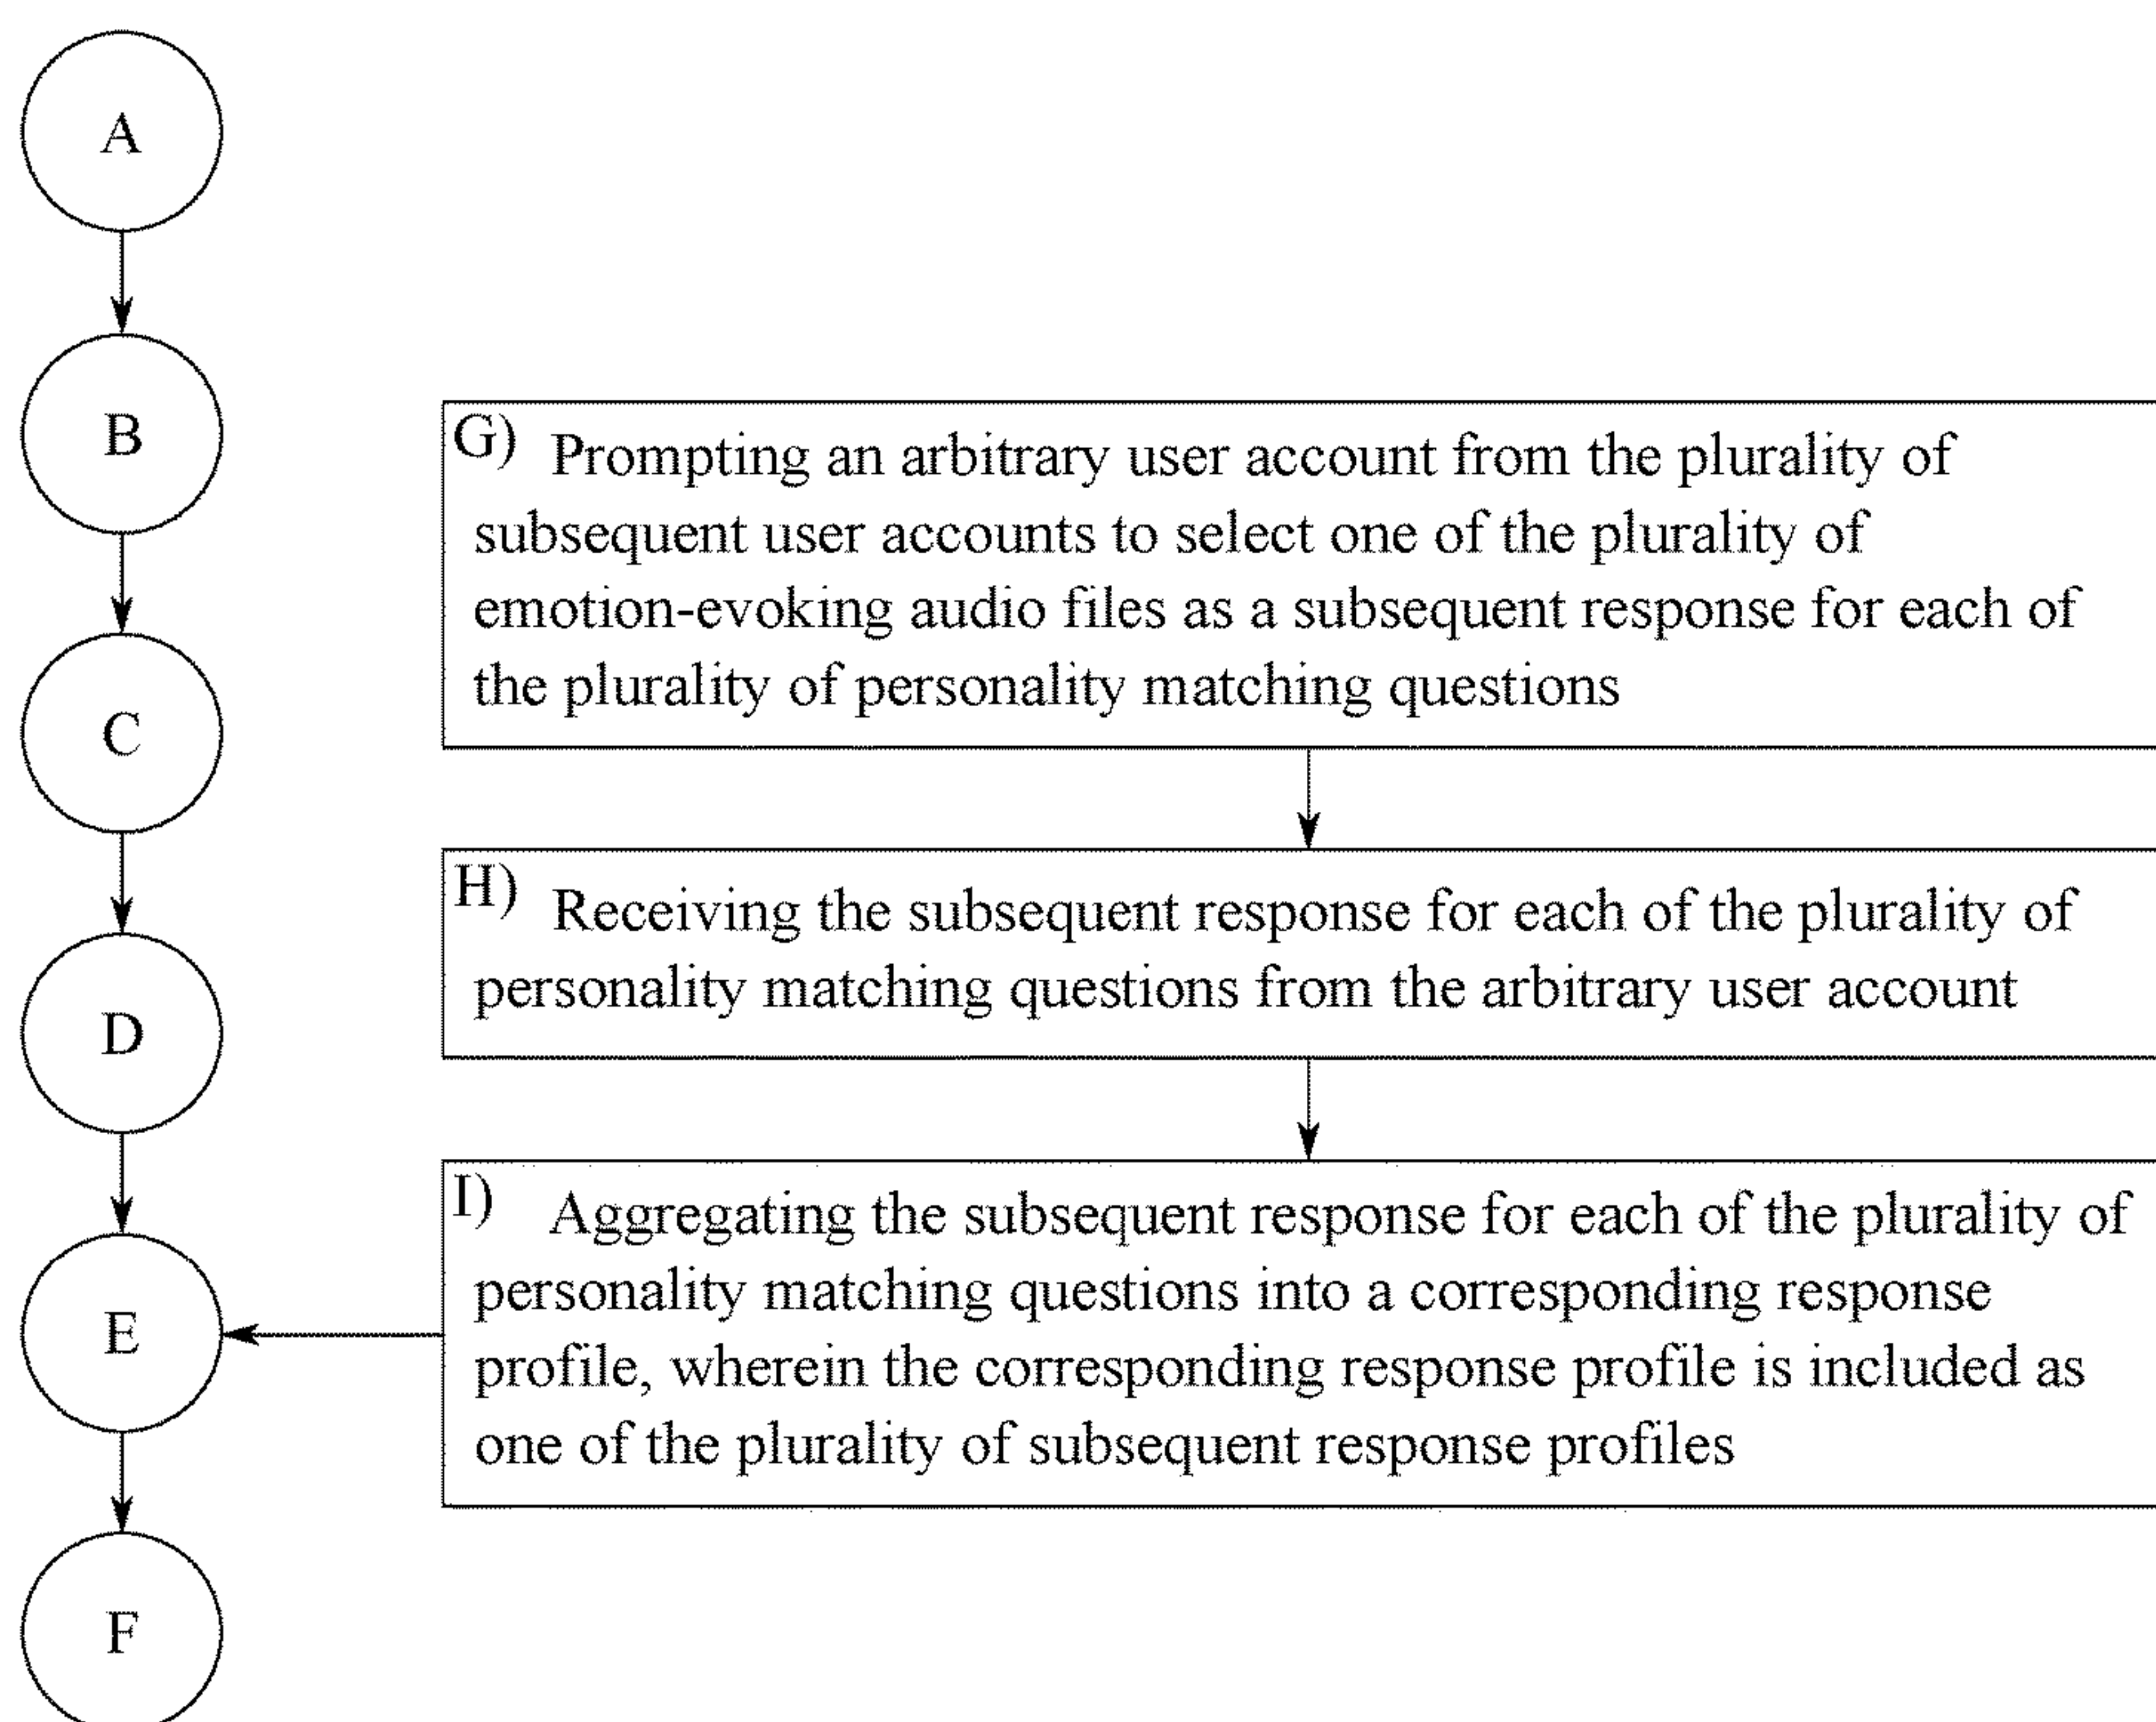 A
B
C
D
E
F
G) Prompting an arbitrary user account from the plurality of
subsequent user accounts to select one of the plurality of
emotion-evoking audio files as a subsequent response for each of
the plurality of personality matching questions
H) Receiving the subsequent response for each of the plurality of
personality matching questions from the arbitrary user account
I) Aggregating the subsequent response for each of the plurality of
personality matching questions into a corresponding response
profile, wherein the corresponding response profile is included as
one of the plurality of subsequent response profiles